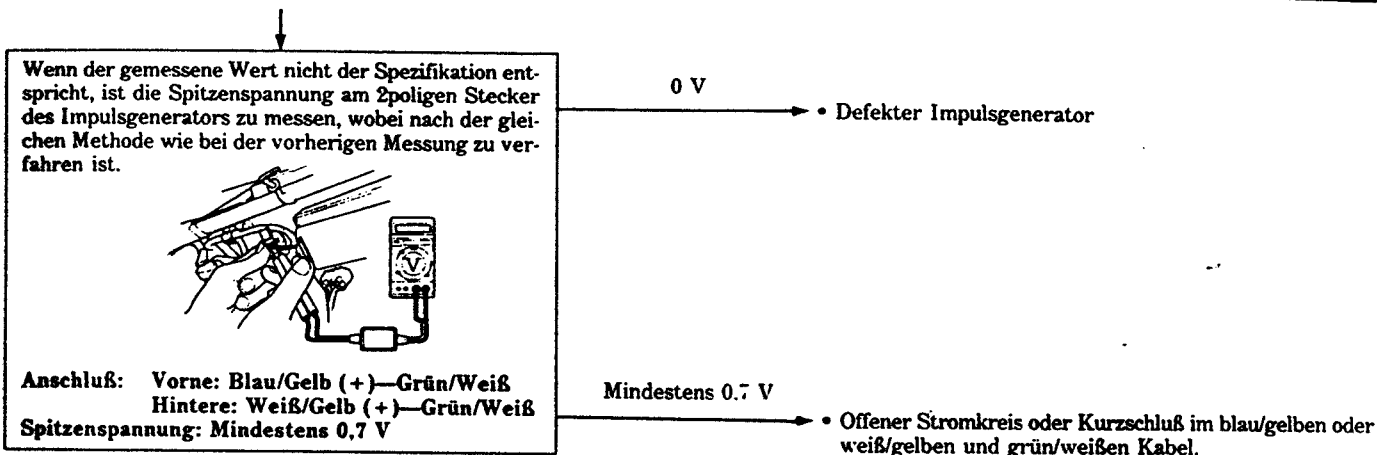 Wenn der gemessene Wert nicht der Spezifikation ent-
spricht, ist die Spitzenspannung am 2poligen Stecker
des Impulsgenerators zu messen, wobei nach der glei-
chen Methode wie bei der vorherigen Messung zu ver-
fahren ist.
V
Anschluß: Vorne: Blau/Gelb (+)—Grün/Weiß
Hintere: Weiß/Gelb (+)—Grün/Weiß
Spitzenspannung: Mindestens 0,7 V
0 V
• Defekter Impulsgenerator
Mindestens 0.7 V
• Offener Stromkreis oder Kurzschluß im blau/gelben oder
weiß/gelben und grün/weißen Kabel.